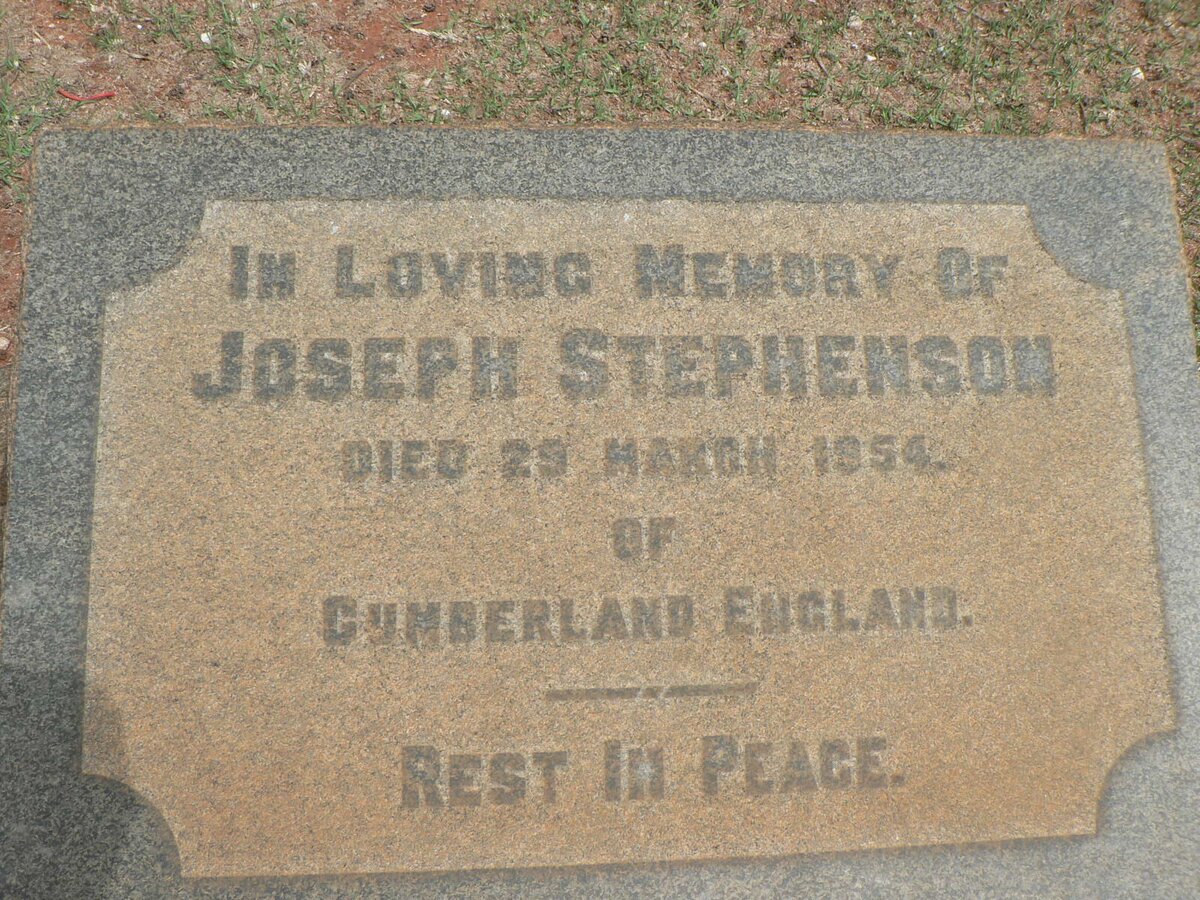 In Loving Memory Of
Joseph Stephenson
DIED 29 MARCH 1954.
OF
Cumberland England.
Rest In Peace.